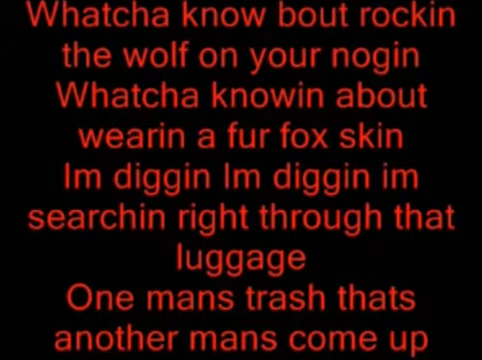 Whatcha know bout rockin
the wolf on your nogin
Whatcha knowin about
wearin a fur fox skin
Im diggin Im diggin im
searchin right through that
luggage
One mans trash thats
another mans come up